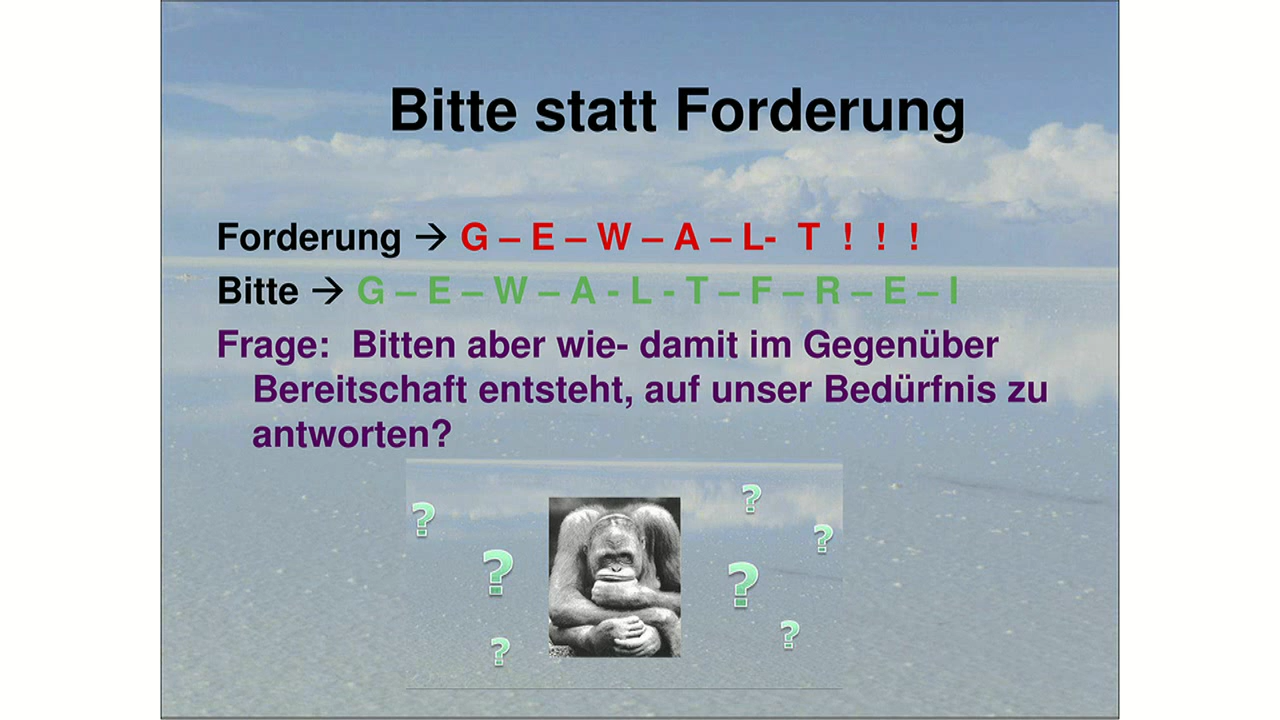 Bitte statt Forderung
Forderung → G – E – W – A – L- T ! ! !
Bitte → G – E – W – A - L - T – F – R – E – I
Frage: Bitten aber wie- damit im Gegenüber
Bereitschaft entsteht, auf unser Bedürfnis zu
antworten?
? ?
?
? ?
?
?